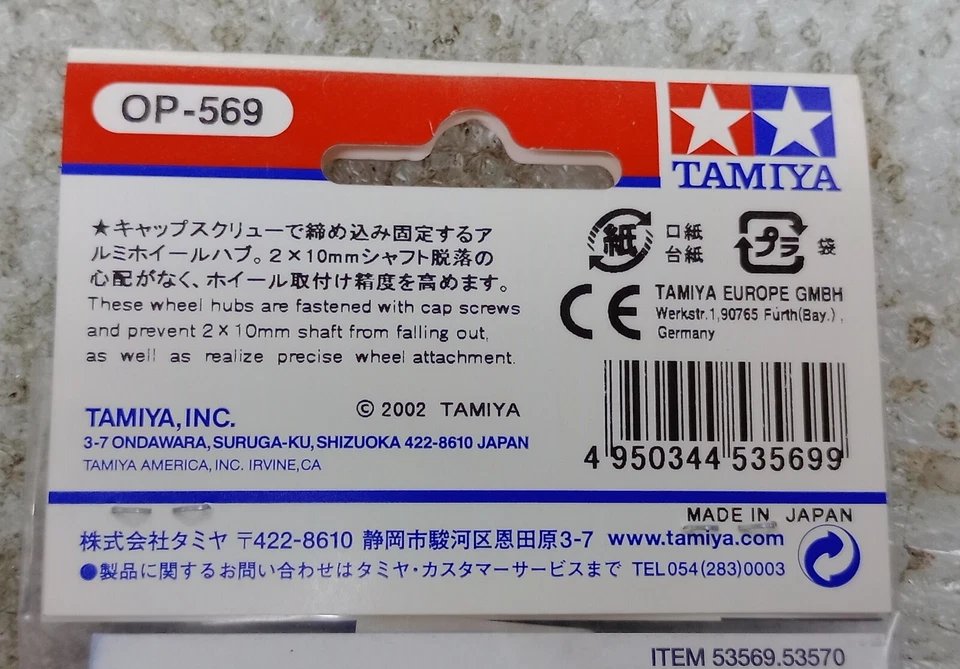 OP-569
TAMIYA
★キャップスクリューで締め込み固定するア
ルミホイールハブ。2×10mmシャフト脱落の
心配がなく、ホイール取付け精度を高めます。
These wheel hubs are fastened with cap screws
and prevent 2×10mm shaft from falling out,
as well as realize precise wheel attachment.
紙
口紙
台紙
プラ
袋
CE
TAMIYA EUROPE GMBH
Werkstr.1,90765 Fürth(Bay.),
Germany
© 2002 TAMIYA
TAMIYA,INC.
3-7 ONDAWARA,SURUGA-KU,SHIZUOKA 422-8610 JAPAN
TAMIYA AMERICA,INC. IRVINE,CA
4 950344 535699
MADE IN JAPAN
株式会社タミヤ 〒422-8610 静岡市駿河区恩田原3-7 www.tamiya.com
●製品に関するお問い合わせはタミヤ・カスタマーサービスまで TEL054(283)0003
ITEM 53569.53570